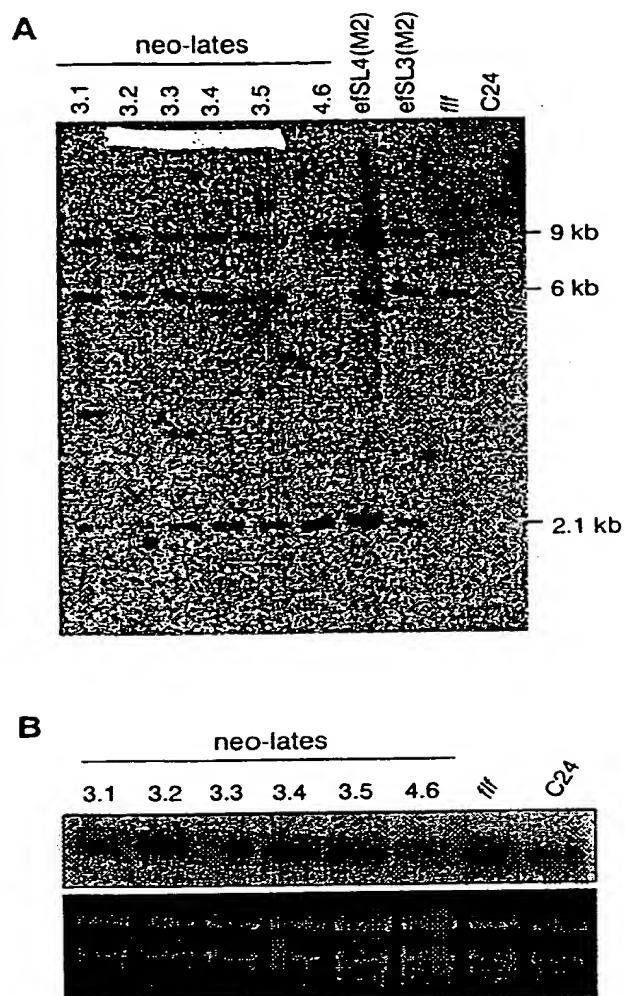 A
neo-lates
3.1 3.2 3.3 3.4 3.5 4.6 efSL4(M2) efSL3(M2) flf C24
9 kb
6 kb
2.1 kb
B
neo-lates
3.1 3.2 3.3 3.4 3.5 4.6 flf C24